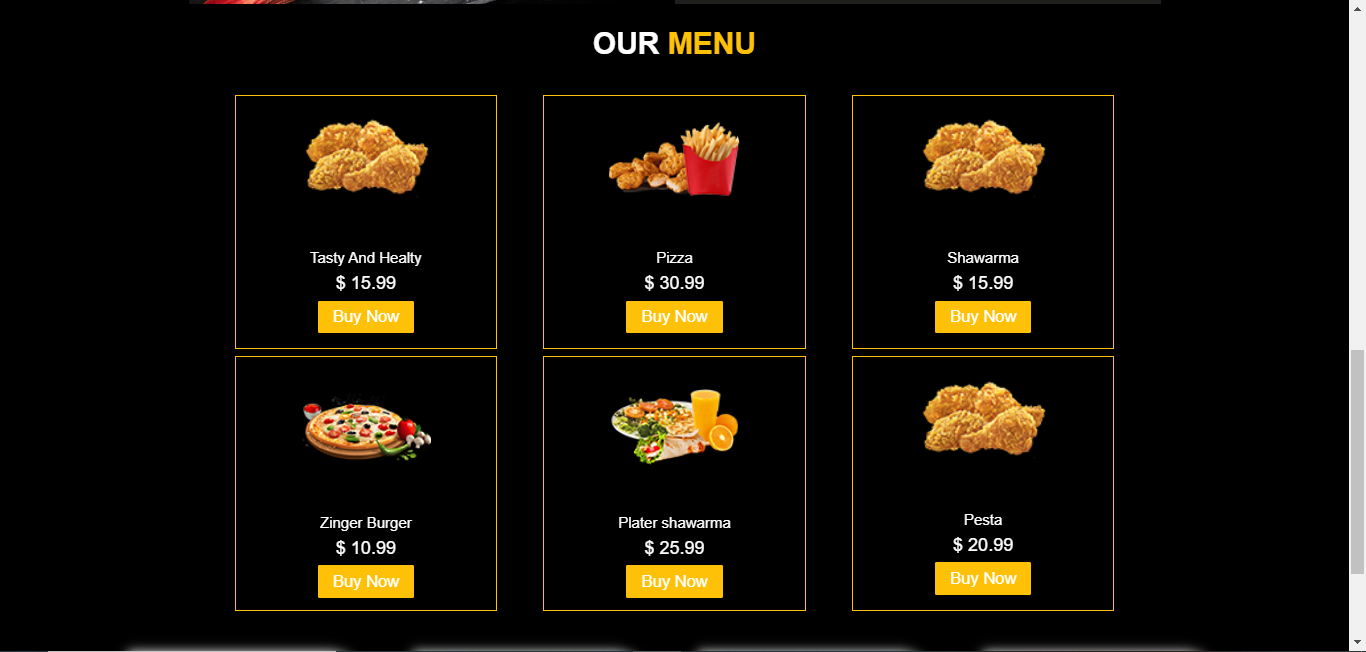 OUR MENU
Tasty And Healty
$ 15.99
Buy Now
Pizza
$ 30.99
Buy Now
Shawarma
$ 15.99
Buy Now
Zinger Burger
$ 10.99
Buy Now
Plater shawarma
$ 25.99
Buy Now
Pesta
$ 20.99
Buy Now